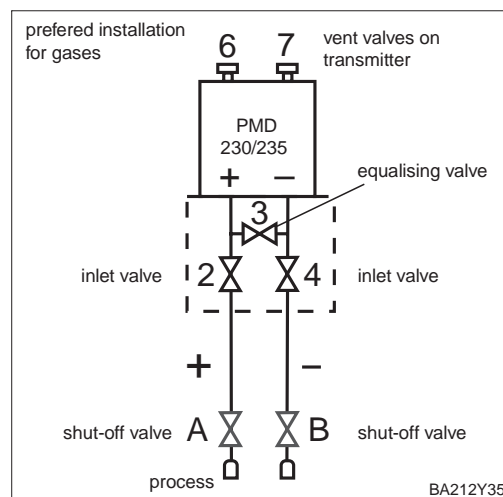 prefered installation
for gases
6
7
vent valves on
transmitter
PMD
230/235
+ −
equalising valve
3
inlet valve
2
4
inlet valve
+ −
shut-off valve
A
B
shut-off valve
process
BA212Y35